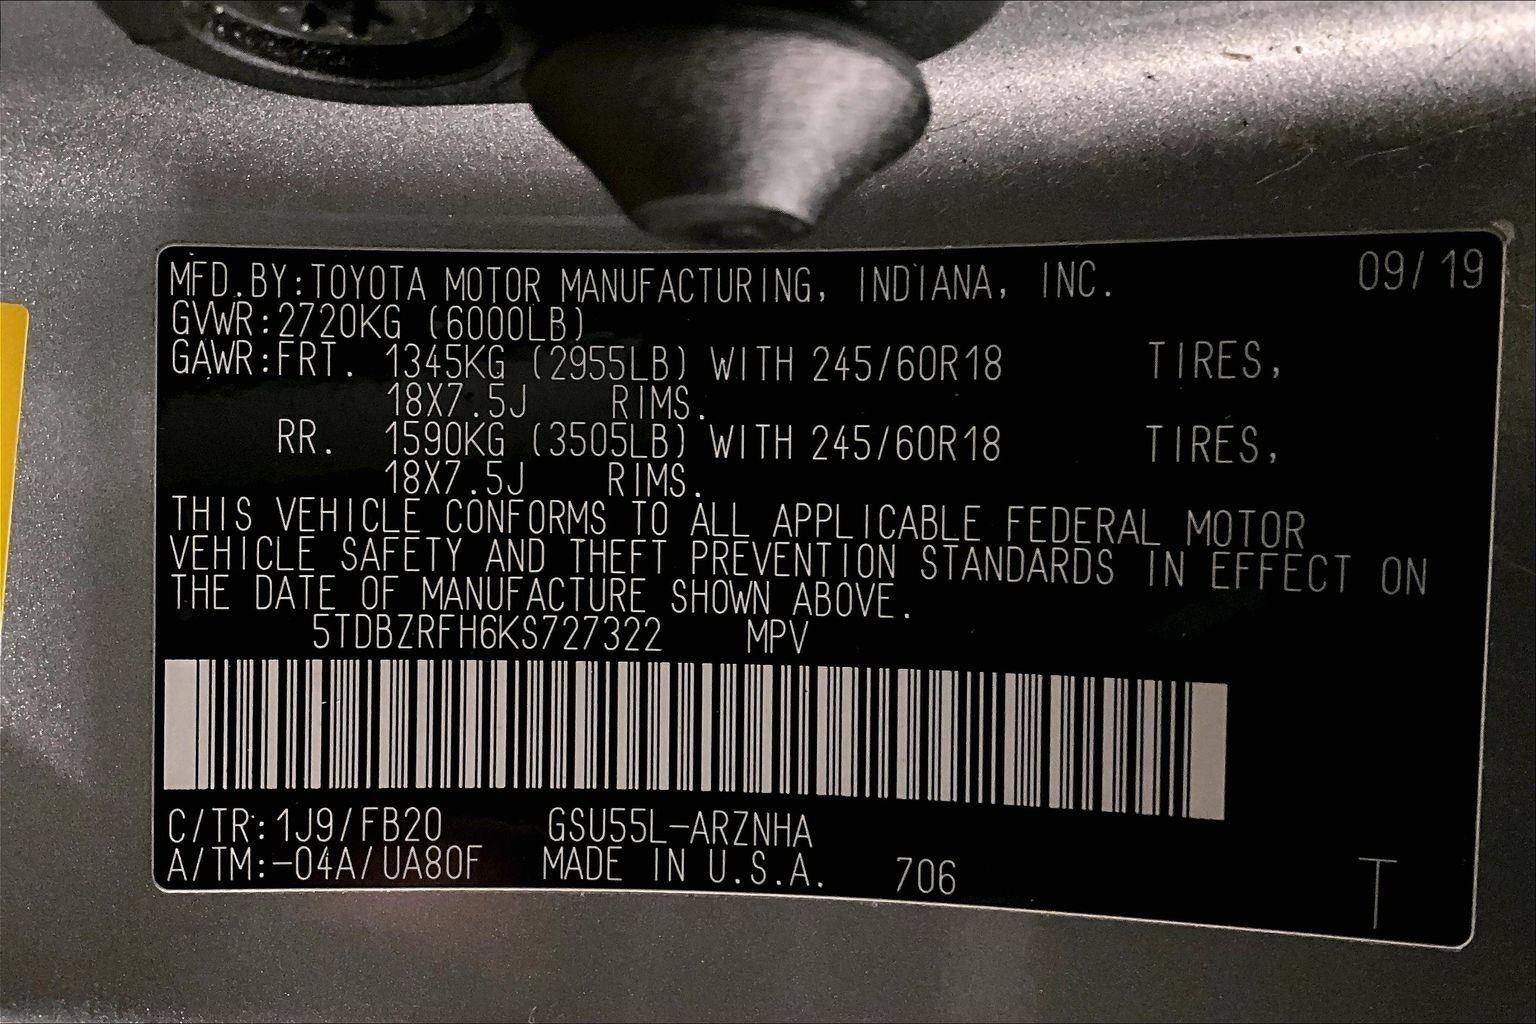 MFD.BY:TOYOTA MOTOR MANUFACTURING, INDIANA, INC. 09/19
GVWR:2720KG (6000LB)
GAWR:FRT. 1345KG (2955LB) WITH 245/60R18 TIRES,
18X7.5J RIMS.
RR. 1590KG (3505LB) WITH 245/60R18 TIRES,
18X7.5J RIMS.
THIS VEHICLE CONFORMS TO ALL APPLICABLE FEDERAL MOTOR
VEHICLE SAFETY AND THEFT PREVENTION STANDARDS IN EFFECT ON
THE DATE OF MANUFACTURE SHOWN ABOVE.
5TDBZRFH6KS727322 MPV
C/TR:1J9/FB20 GSU55L-ARZNHA
A/TM:-04A/UA80F MADE IN U.S.A. 706 T